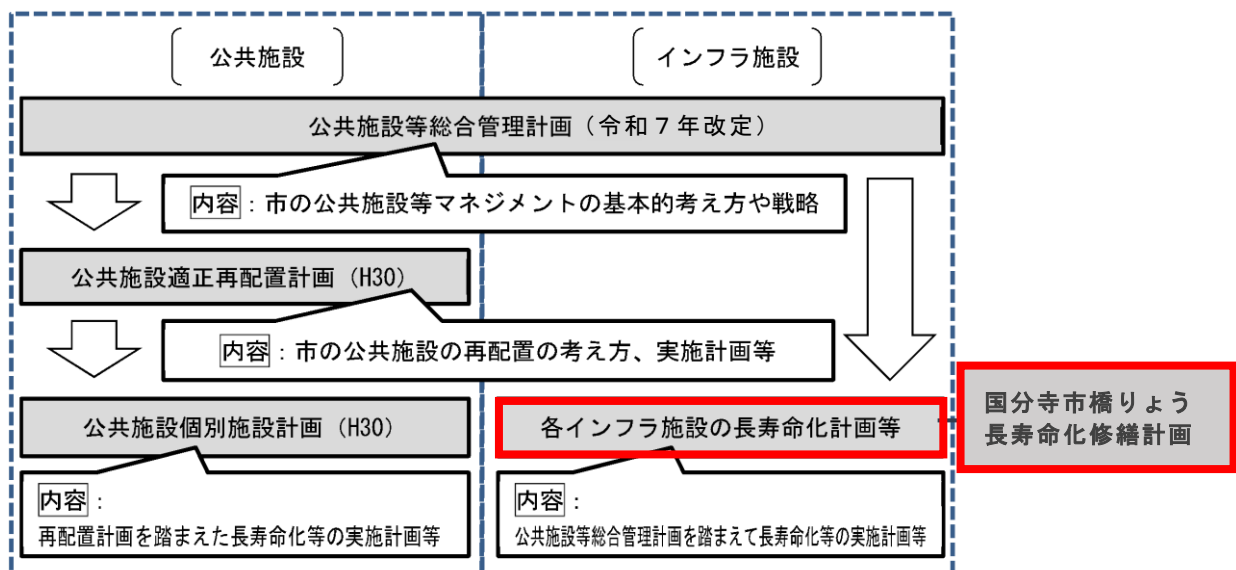 公共施設
インフラ施設
公共施設等総合管理計画（令和７年改定）
内容：市の公共施設等マネジメントの基本的考え方や戦略
公共施設適正再配置計画（H30）
内容：市の公共施設の再配置の考え方、実施計画等
公共施設個別施設計画（H30）
各インフラ施設の長寿命化計画等
国分寺市橋りょう
長寿命化修繕計画
内容：
再配置計画を踏まえた長寿命化等の実施計画等
内容：
公共施設等総合管理計画を踏まえて長寿命化等の実施計画等